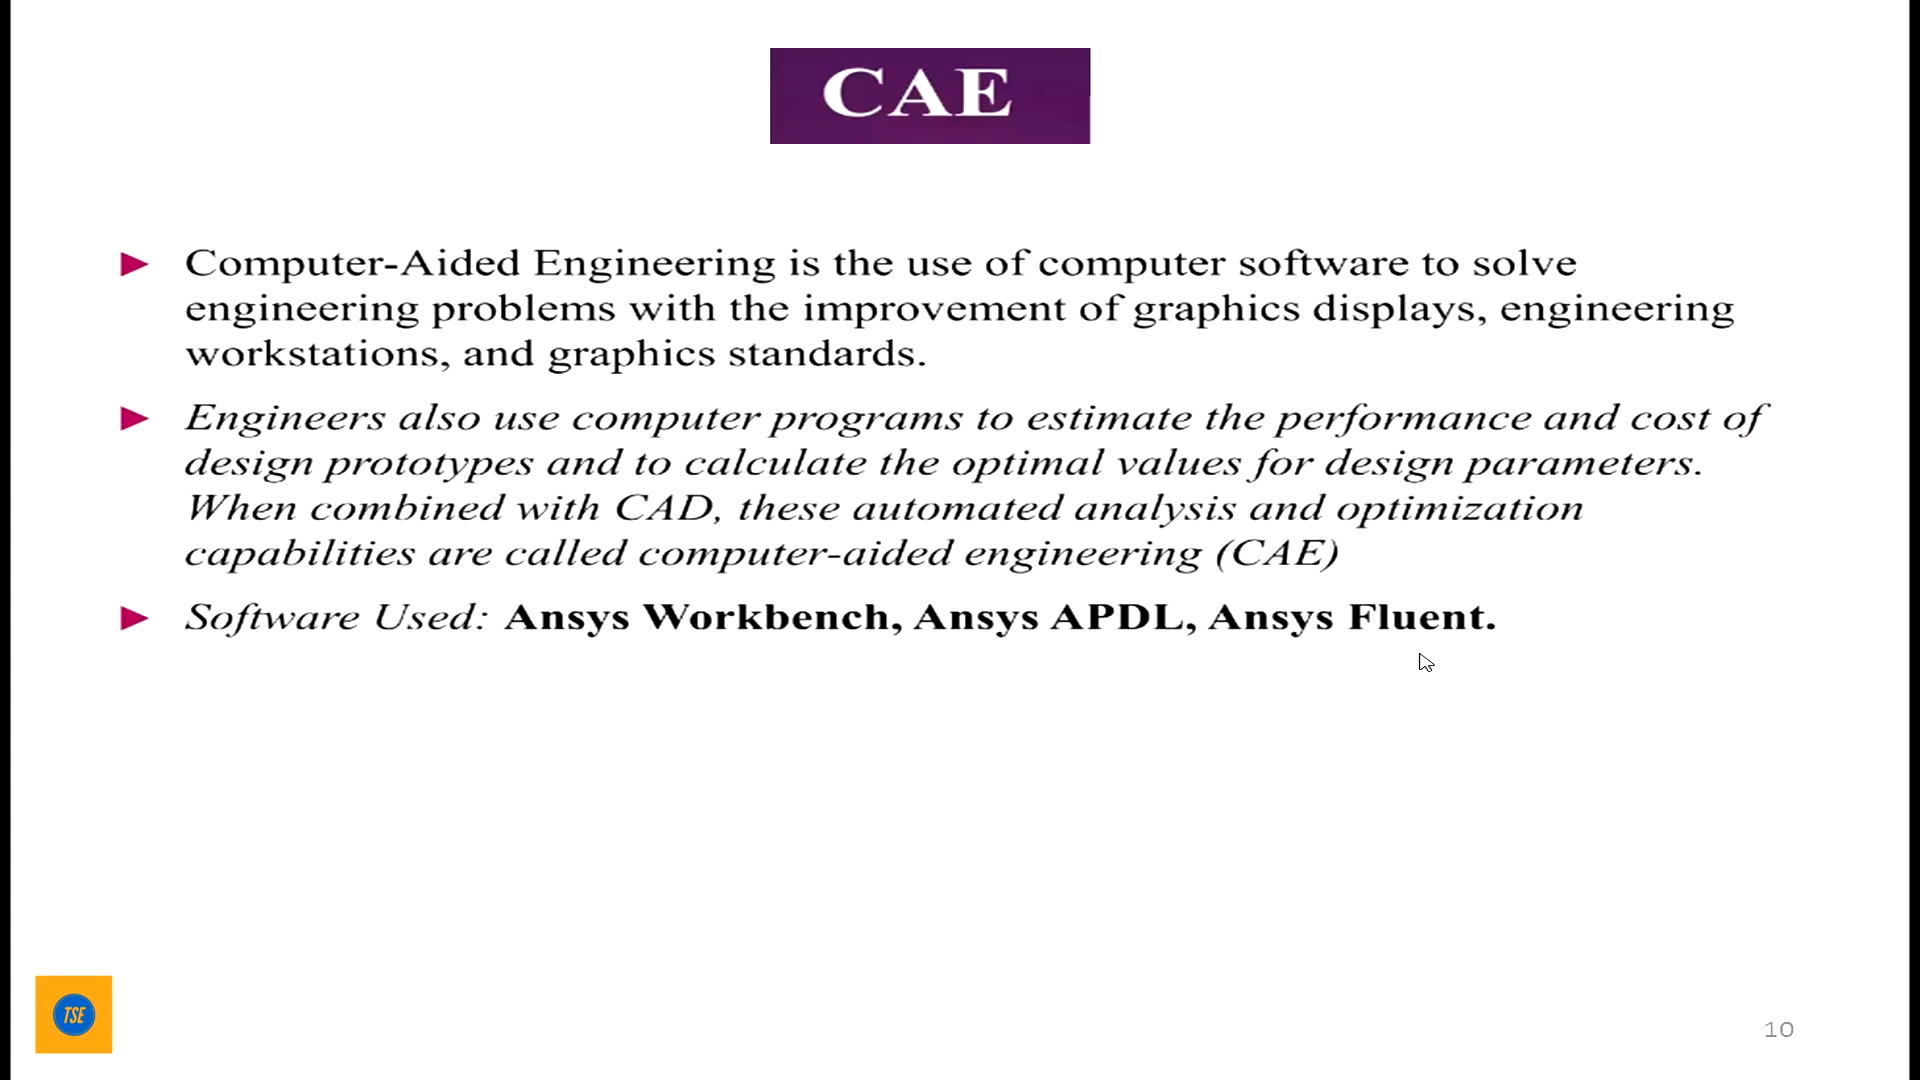 CAE
Computer-Aided Engineering is the use of computer software to solve
engineering problems with the improvement of graphics displays, engineering
workstations, and graphics standards.
Engineers also use computer programs to estimate the performance and cost of
design prototypes and to calculate the optimal values for design parameters.
When combined with CAD, these automated analysis and optimization
capabilities are called computer-aided engineering (CAE)
Software Used: Ansys Workbench, Ansys APDL, Ansys Fluent.
TSE
10